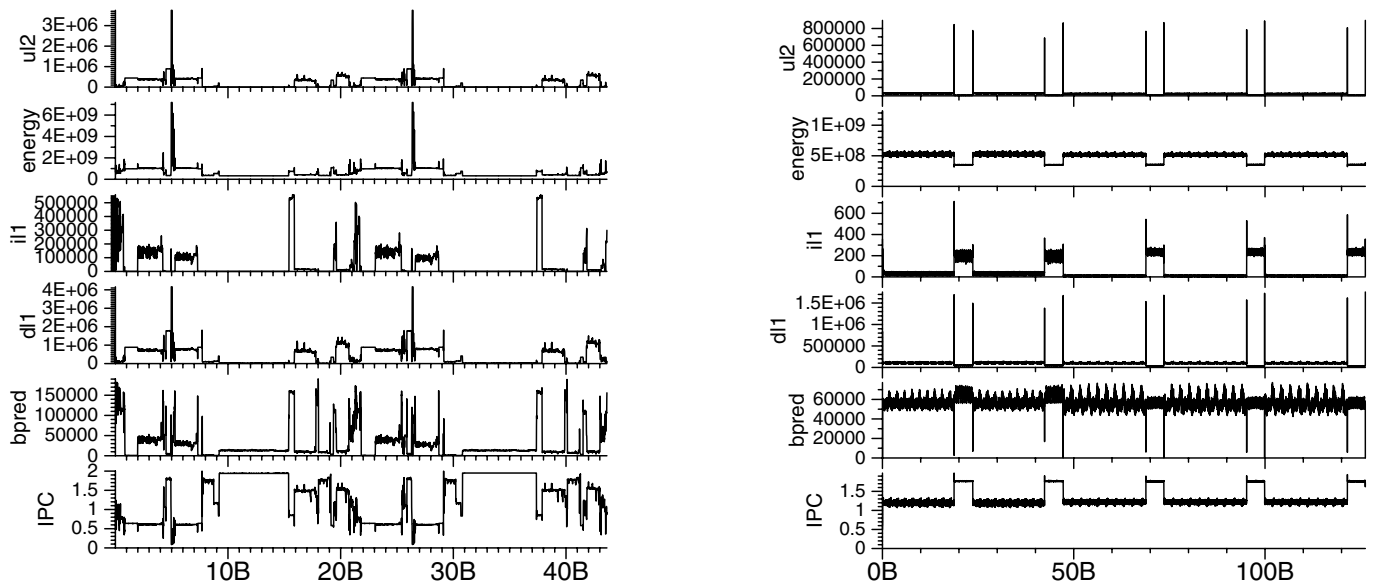 ul2
3E+06
2E+06
1E+06
0
energy
6E+09
4E+09
2E+09
0
il1
500000
400000
300000
200000
100000
0
dl1
4E+06
3E+06
2E+06
1E+06
0
bpred
150000
100000
50000
0
IPC
2
1.5
1
0.5
0
10B 20B 30B 40B
ul2
800000
600000
400000
200000
0
energy
1E+09
5E+08
0
il1
600
400
200
0
dl1
1.5E+06
1E+06
500000
0
bpred
60000
40000
20000
0
IPC
1.5
1
0.5
0
0B 50B 100B